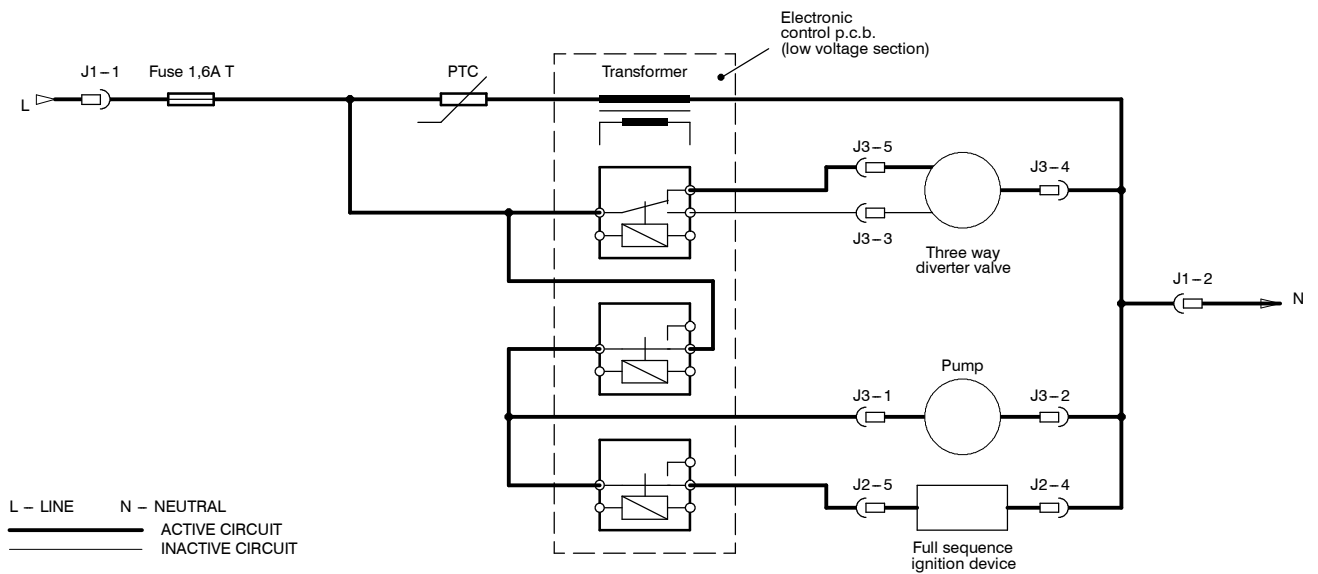 Electronic
control p.c.b.
(low voltage section)
J1-1
Fuse 1,6A T
PTC
Transformer
L
J3-5
J3-4
J3-3
Three way
diverter valve
J1-2
N
Pump
J3-1
J3-2
J2-5
J2-4
L - LINE
N - NEUTRAL
ACTIVE CIRCUIT
INACTIVE CIRCUIT
Full sequence
ignition device